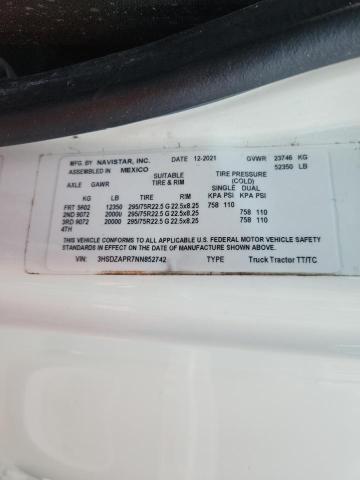 MFG. BY NAVISTAR, INC. DATE 12-2021 GVWR 23746 KG
ASSEMBLED IN MEXICO 52350 LB
SUITABLE TIRE PRESSURE
AXLE GAWR TIRE & RIM (COLD)
SINGLE DUAL
KG LB TIRE RIM KPA PSI KPA PSI
FRT 5602 12350 295/75R22.5 G 22.5x8.25 758 110
2ND 9072 20000 295/75R22.5 G 22.5x8.25 758 110
3RD 9072 20000 295/75R22.5 G 22.5x8.25 758 110
4TH
THIS VEHICLE CONFORMS TO ALL APPLICABLE U.S. FEDERAL MOTOR VEHICLE SAFETY
STANDARDS IN EFFECT ON THE DATE OF MANUFACTURE SHOWN ABOVE.
VIN: 3HSDZAPR7NN852742 TYPE Truck Tractor TT/TC